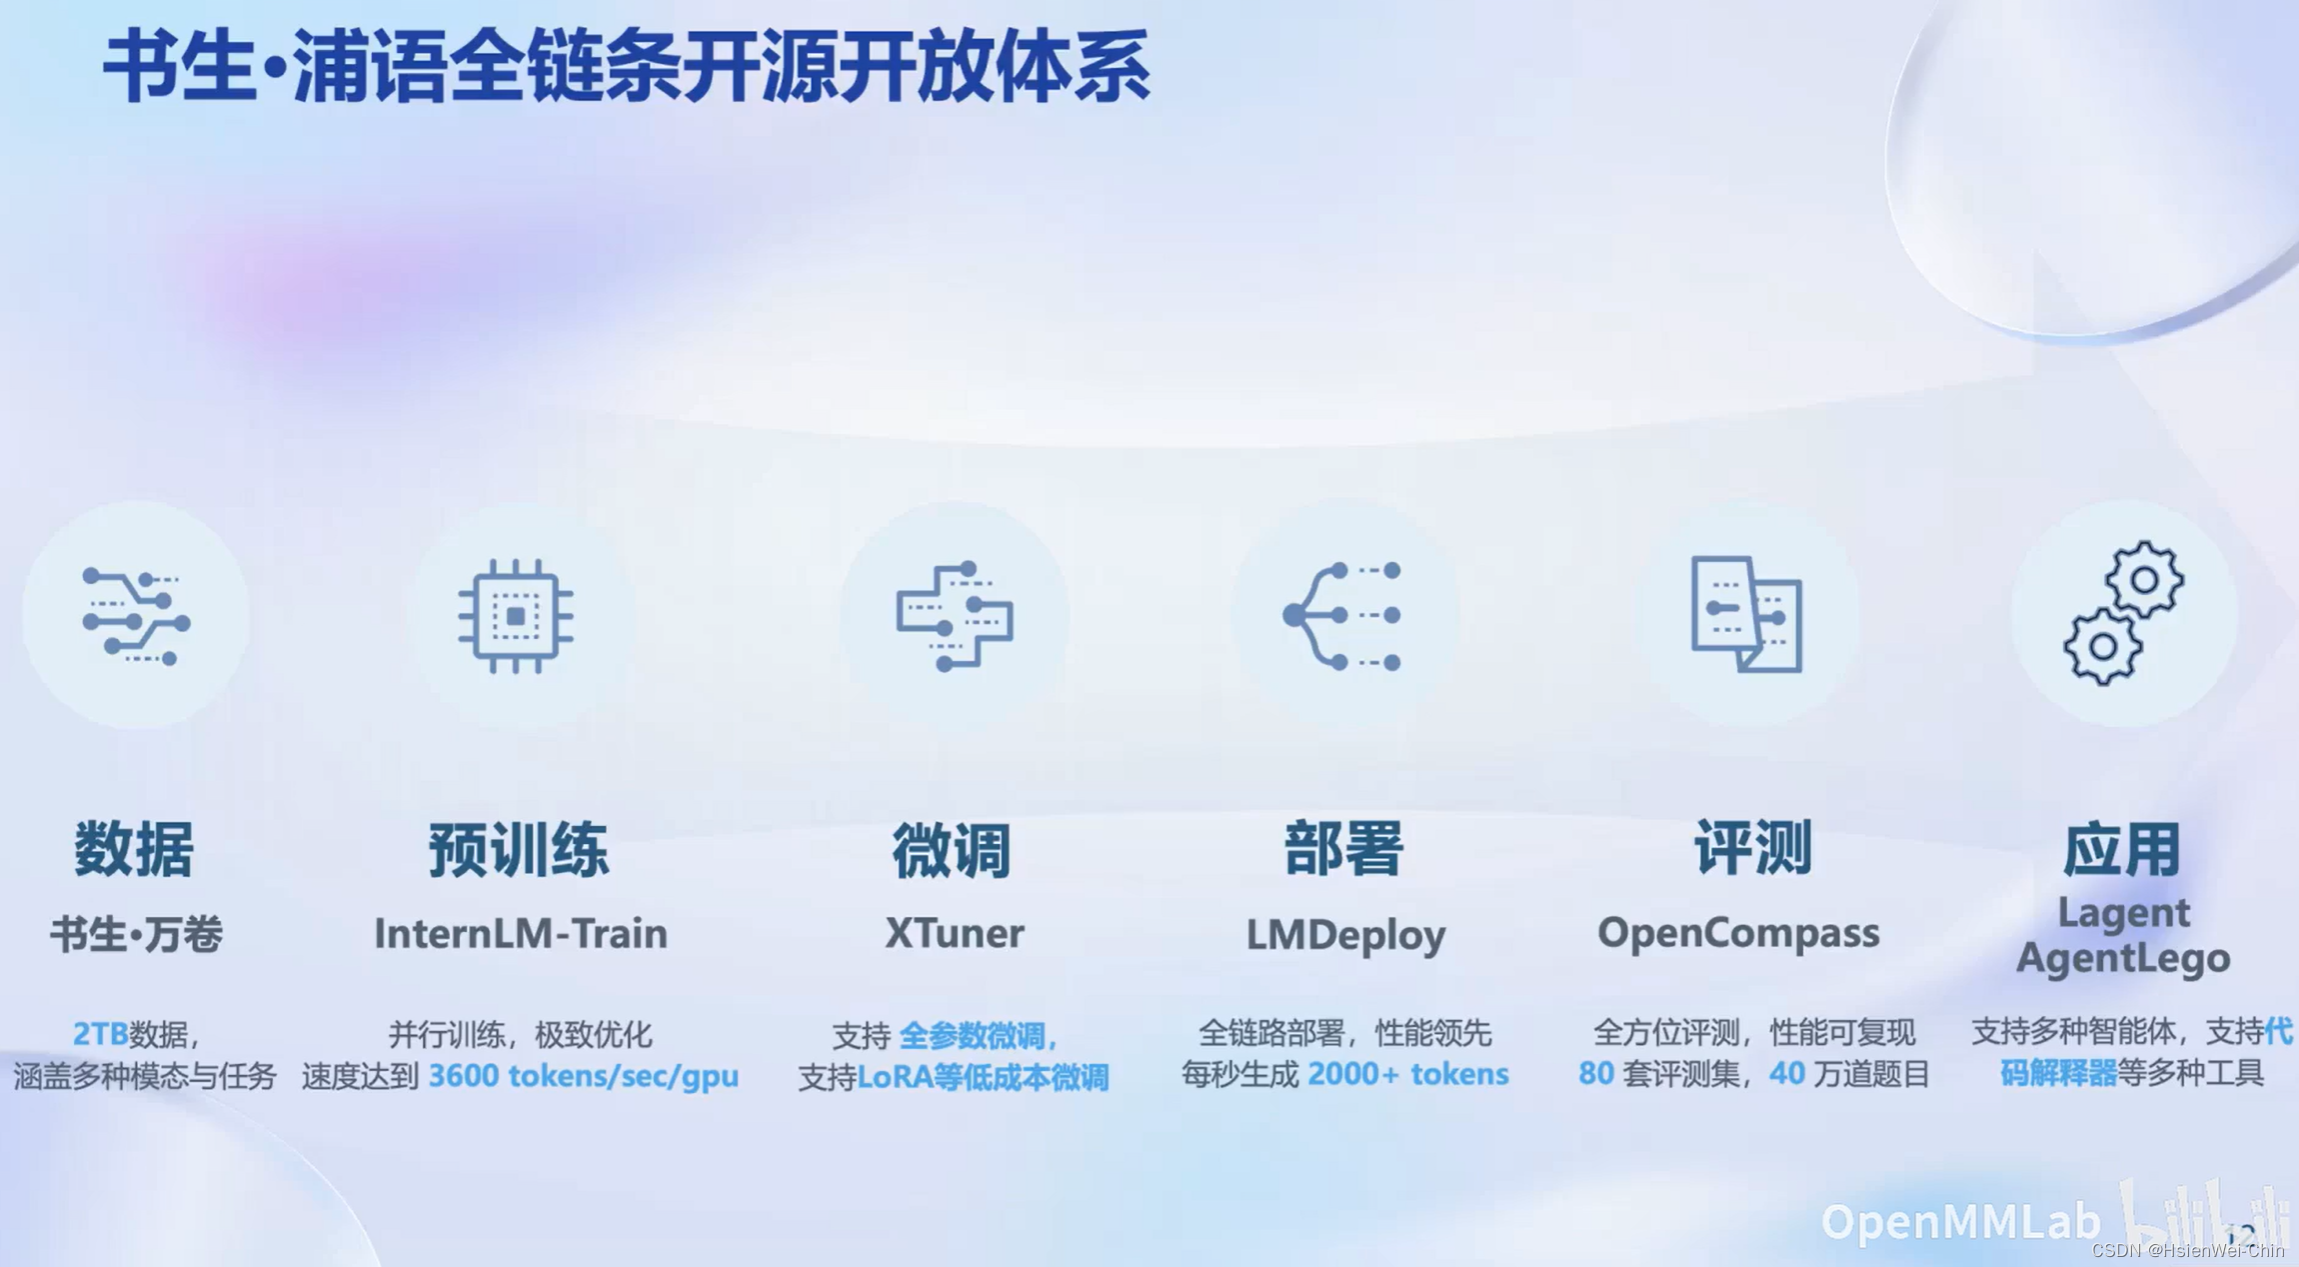 书生·浦语全链条开源开放体系
数据
书生·万卷
2TB数据，
涵盖多种模态与任务
预训练
InternLM-Train
并行训练，极致优化
速度达到 3600 tokens/sec/gpu
微调
XTuner
支持 全参数微调，
支持LoRA等低成本微调
部署
LMDeploy
全链路部署，性能领先
每秒生成 2000+ tokens
评测
OpenCompass
全方位评测，性能可复现
80 套评测集，40 万道题目
应用
Lagent
AgentLego
支持多种智能体，支持代
码解释器等多种工具
OpenMMLab bilibili
12
CSDN @HsienWei-Chin